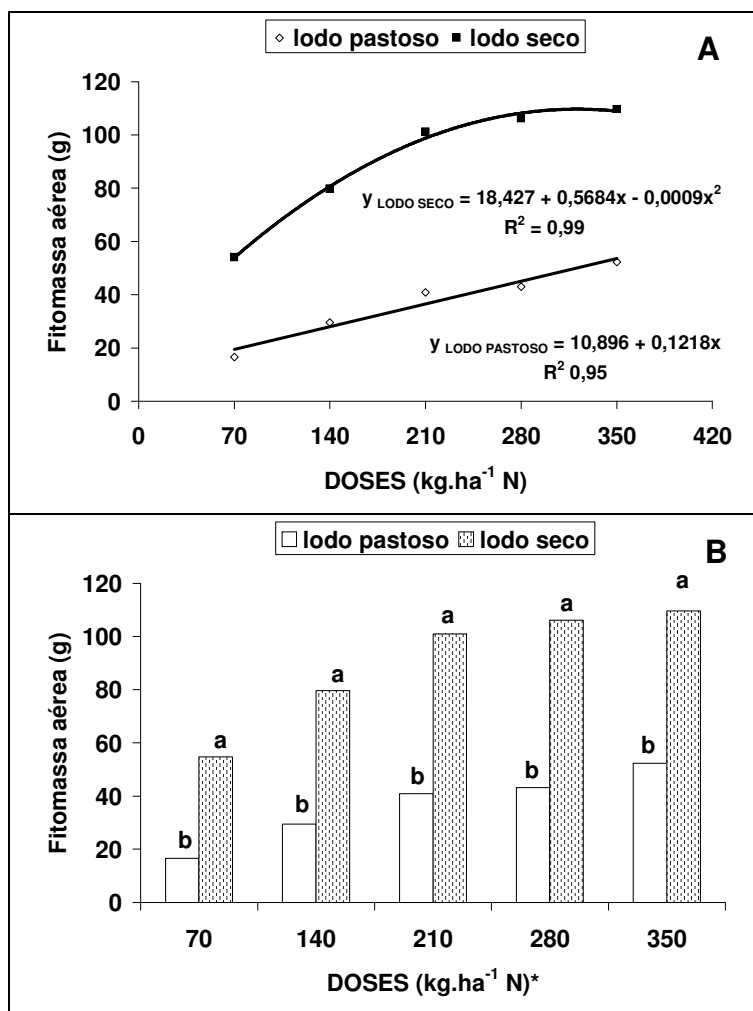 lodo pastoso lodo seco
A
120
100
80
60
40
20
0
Fitomassa aérea (g)
y LODO SECO = 18,427 + 0,5684x - 0,0009x²
R² = 0,99
y LODO PASTOSO = 10,896 + 0,1218x
R² 0,95
0 70 140 210 280 350 420
DOSES (kg.ha⁻¹ N)
lodo pastoso lodo seco
B
120
100
80
60
40
20
0
Fitomassa aérea (g)
b a b a b a b a b a
70 140 210 280 350
DOSES (kg.ha⁻¹ N)*